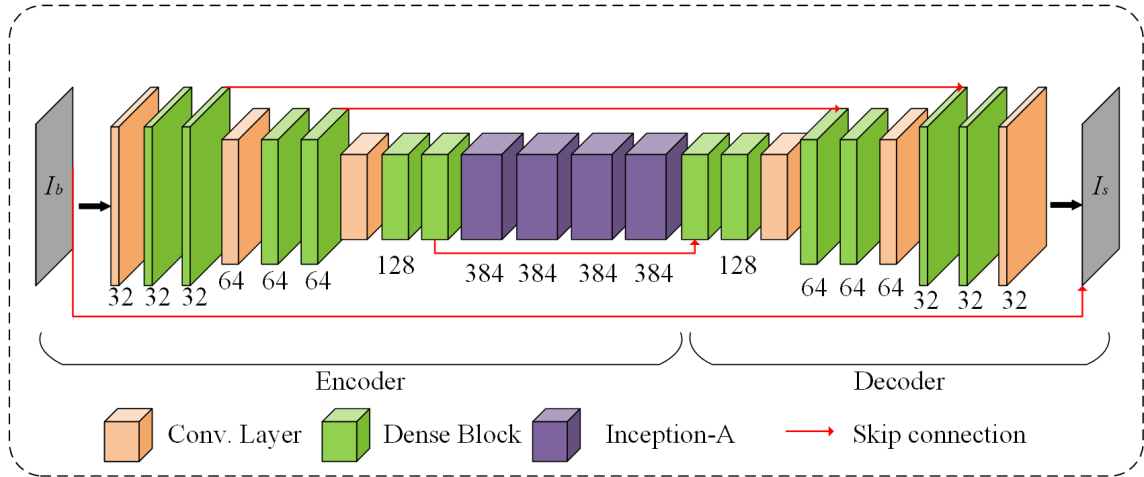 I_b
I_s
32 32 32 64 64 64 128 384 384 384 384 128 64 64 64 32 32 32
Encoder Decoder
Conv. Layer Dense Block Inception-A Skip connection